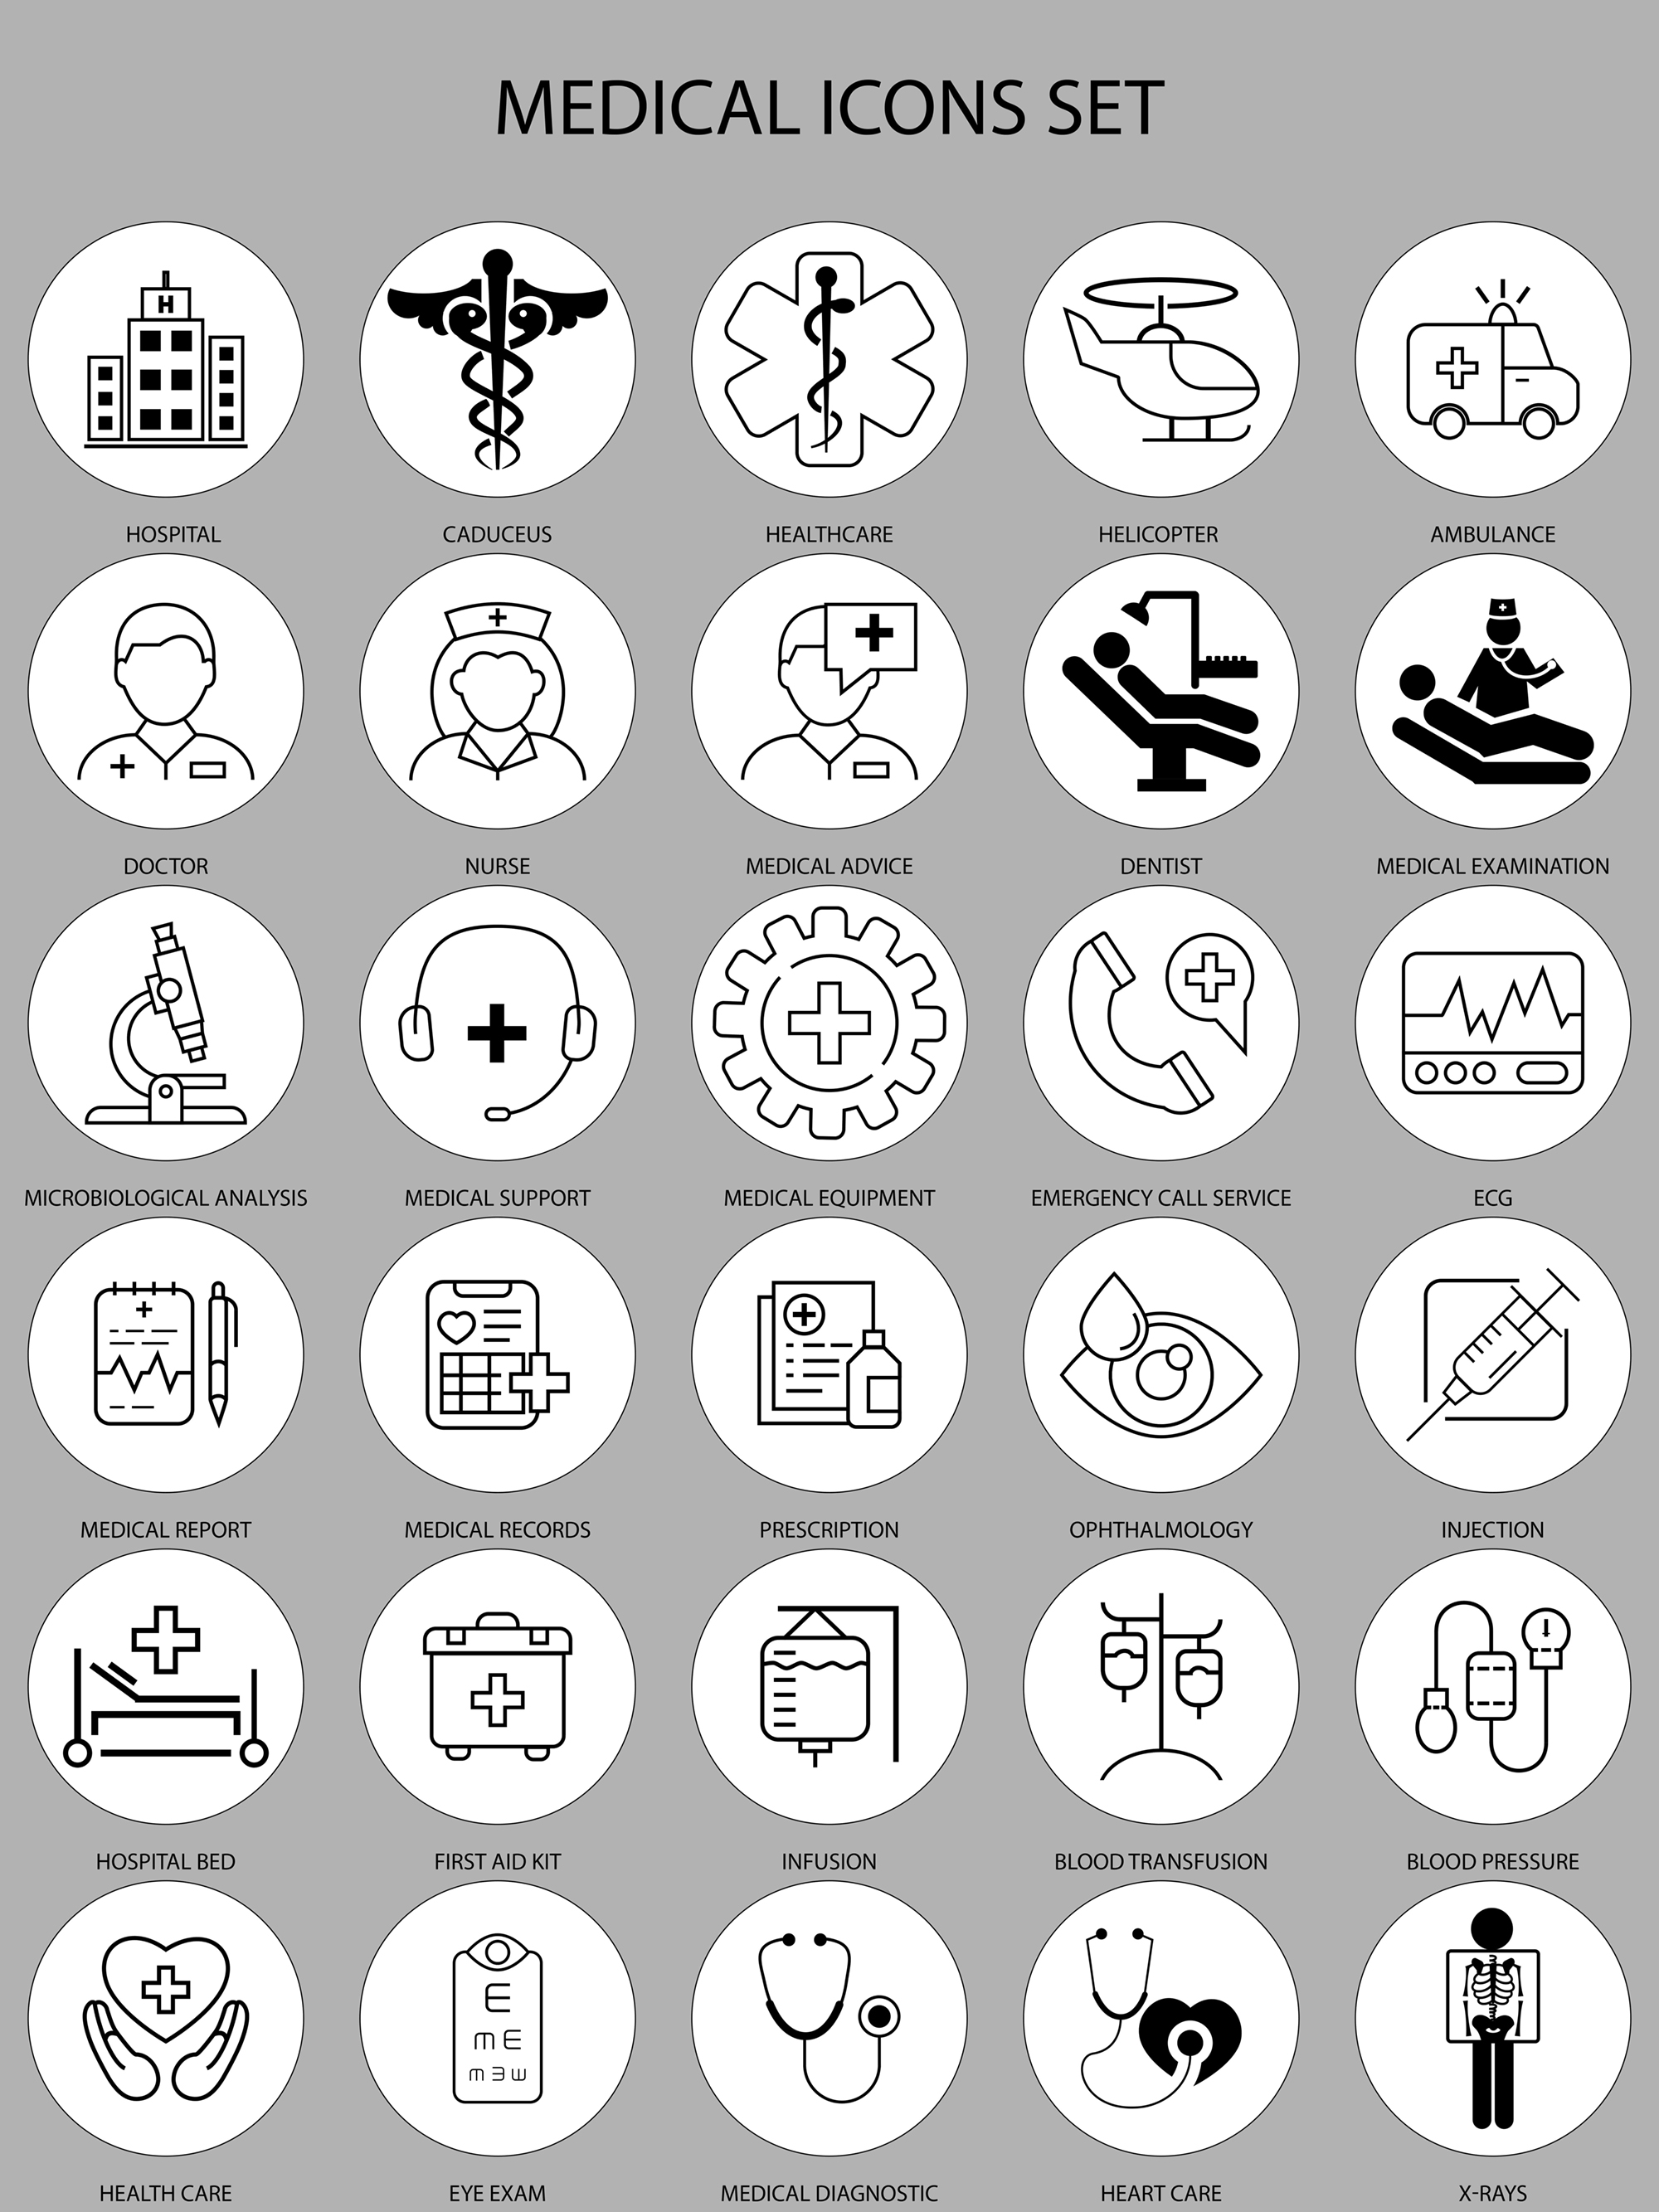 MEDICAL ICONS SET
H
HOSPITAL CADUCEUS HEALTHCARE HELICOPTER AMBULANCE
DOCTOR NURSE MEDICAL ADVICE DENTIST MEDICAL EXAMINATION
MICROBIOLOGICAL ANALYSIS MEDICAL SUPPORT MEDICAL EQUIPMENT EMERGENCY CALL SERVICE ECG
MEDICAL REPORT MEDICAL RECORDS PRESCRIPTION OPHTHALMOLOGY INJECTION
HOSPITAL BED FIRST AID KIT INFUSION BLOOD TRANSFUSION BLOOD PRESSURE
E
m E
m 3 w
HEALTH CARE EYE EXAM MEDICAL DIAGNOSTIC HEART CARE X-RAYS